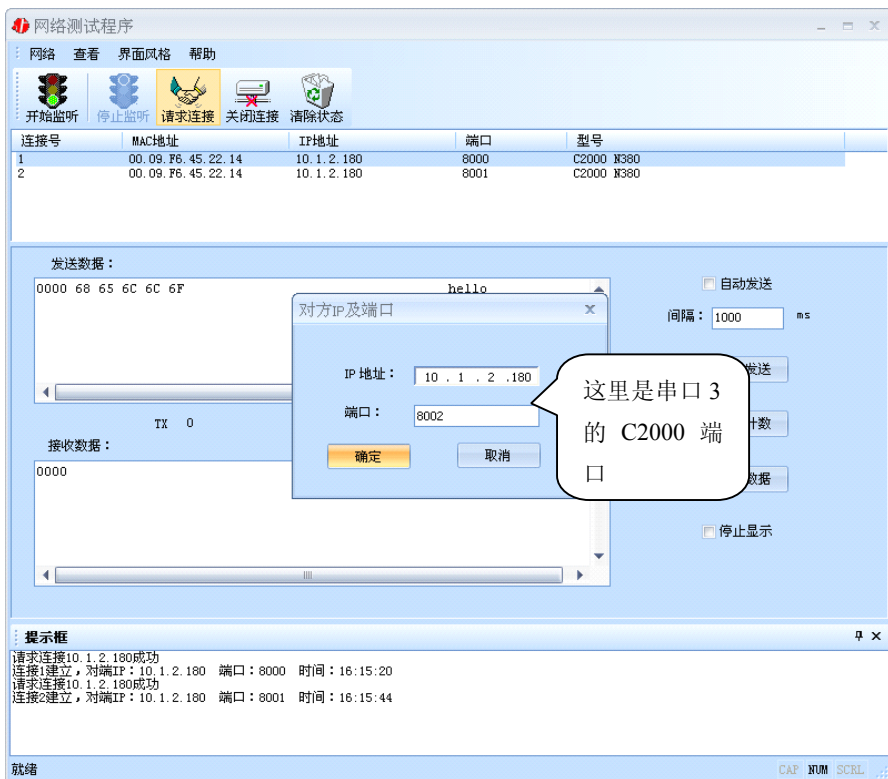 网络测试程序
网络 查看 界面风格 帮助
开始监听 停止监听 请求连接 关闭连接 清除状态
连接号 MAC地址 IP地址 端口 型号
1 00.09.F6.45.22.14 10.1.2.180 8000 C2000 N380
2 00.09.F6.45.22.14 10.1.2.180 8001 C2000 N380
发送数据：
0000 68 65 6C 6C 6F hello
自动发送
间隔： 1000 ms
对方IP及端口
IP 地址： 10 . 1 . 2 .180
端口： 8002
确定 取消
这里是串口 3
的 C2000 端
口
发送
计数
数据
停止显示
TX 0
接收数据：
0000
提示框
请求连接10.1.2.180成功
连接1建立，对端IP：10.1.2.180 端口：8000 时间：16:15:20
请求连接10.1.2.180成功
连接2建立，对端IP：10.1.2.180 端口：8001 时间：16:15:44
就绪
CAP NUM SCRL